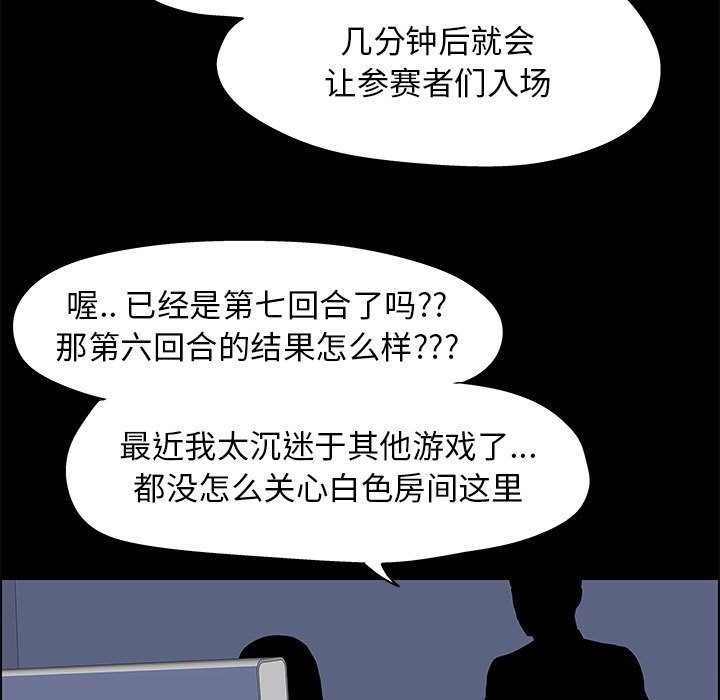 几分钟后就会
让参赛者们入场
喔.. 已经是第七回合了吗??
那第六回合的结果怎么样???
最近我太沉迷于其他游戏了...
都没怎么关心白色房间这里